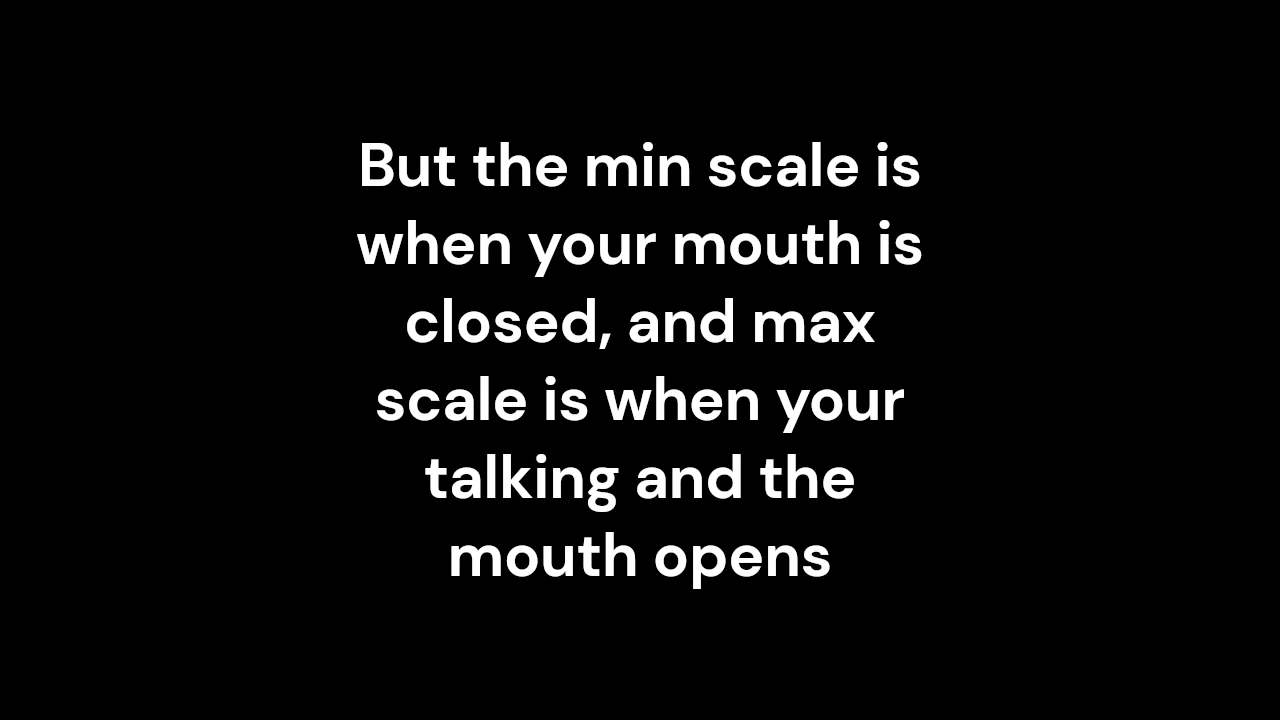 But the min scale is
when your mouth is
closed, and max
scale is when your
talking and the
mouth opens